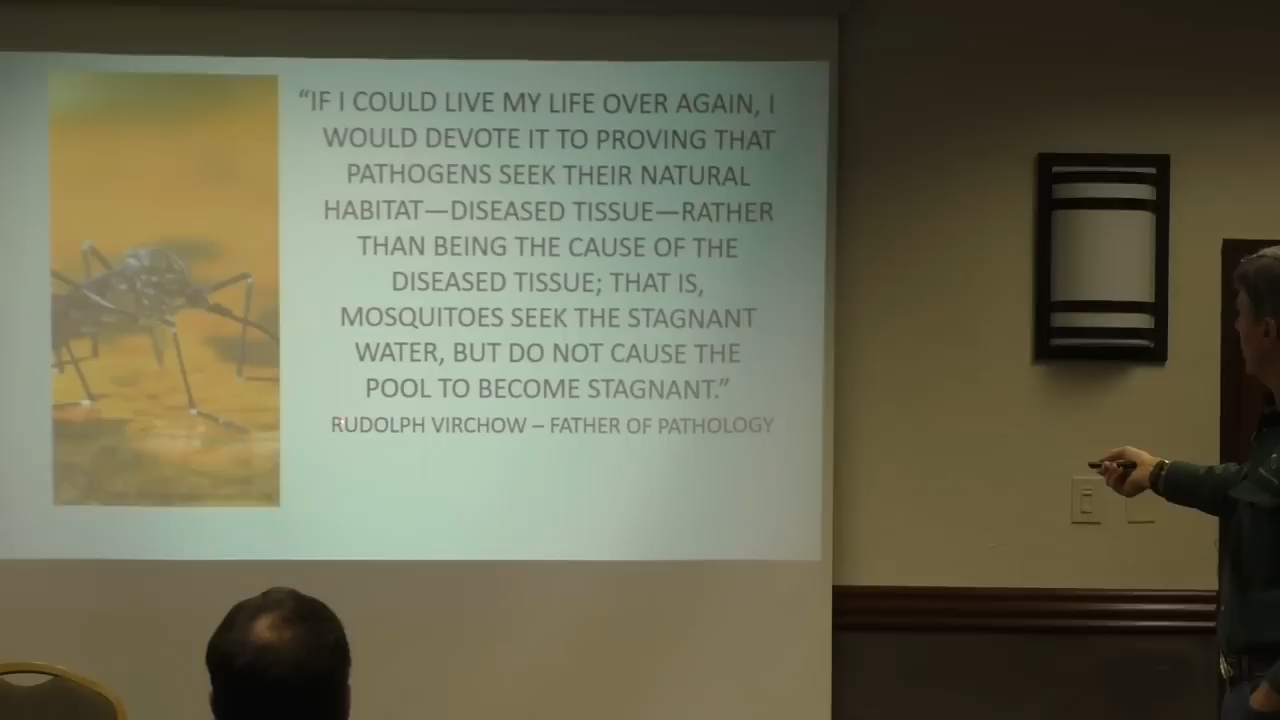 “IF I COULD LIVE MY LIFE OVER AGAIN, I
WOULD DEVOTE IT TO PROVING THAT
PATHOGENS SEEK THEIR NATURAL
HABITAT—DISEASED TISSUE—RATHER
THAN BEING THE CAUSE OF THE
DISEASED TISSUE; THAT IS,
MOSQUITOES SEEK THE STAGNANT
WATER, BUT DO NOT CAUSE THE
POOL TO BECOME STAGNANT.”
RUDOLPH VIRCHOW – FATHER OF PATHOLOGY